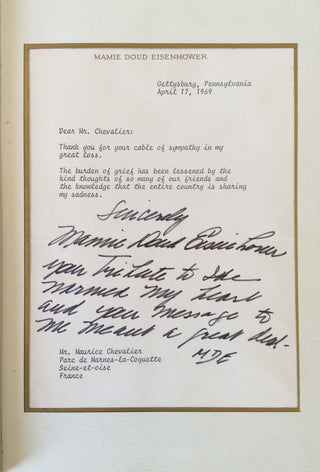 MAMIE DOUD EISENHOWER
Gettysburg, Pennsylvania
April 17, 1969
Dear Mr. Chevalier:
Thank you for your cable of sympathy in my
great loss.
The burden of grief has been lessened by the
kind thoughts of so many of our friends and
the knowledge that the entire country is sharing
my sadness.
Sincerely
Mamie Doud Eisenhower
your Tribute to Ike
warmed my heart
and your message to
me meant a great deal-
MDE
Mr. Maurice Chevalier
Parc de Marnes-la-Coquette
Seine-et-oise
France